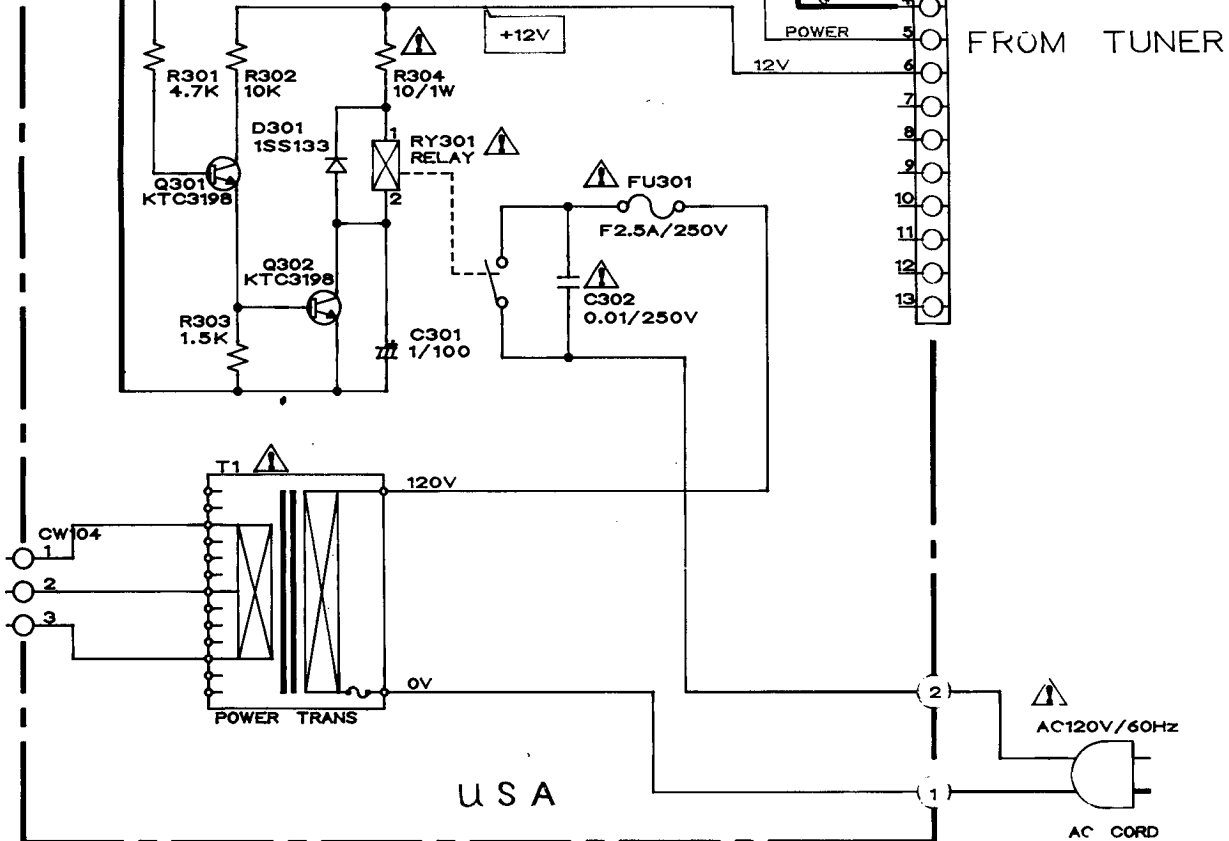 4
+12V
POWER 5
FROM TUNER
12V 6
R301 R302
4.7K 10K
R304
10/1W
7
D301
1SS133
1
RY301
RELAY
8
9
Q301
KTC3198
2
FU301
F2.5A/250V
10
11
Q302
KTC3198
12
C302
0.01/250V
13
R303
1.5K
C301
1/100
T1
120V
CW104
1
2
3
0V
POWER TRANS
2
AC120V/60Hz
USA
1
AC CORD